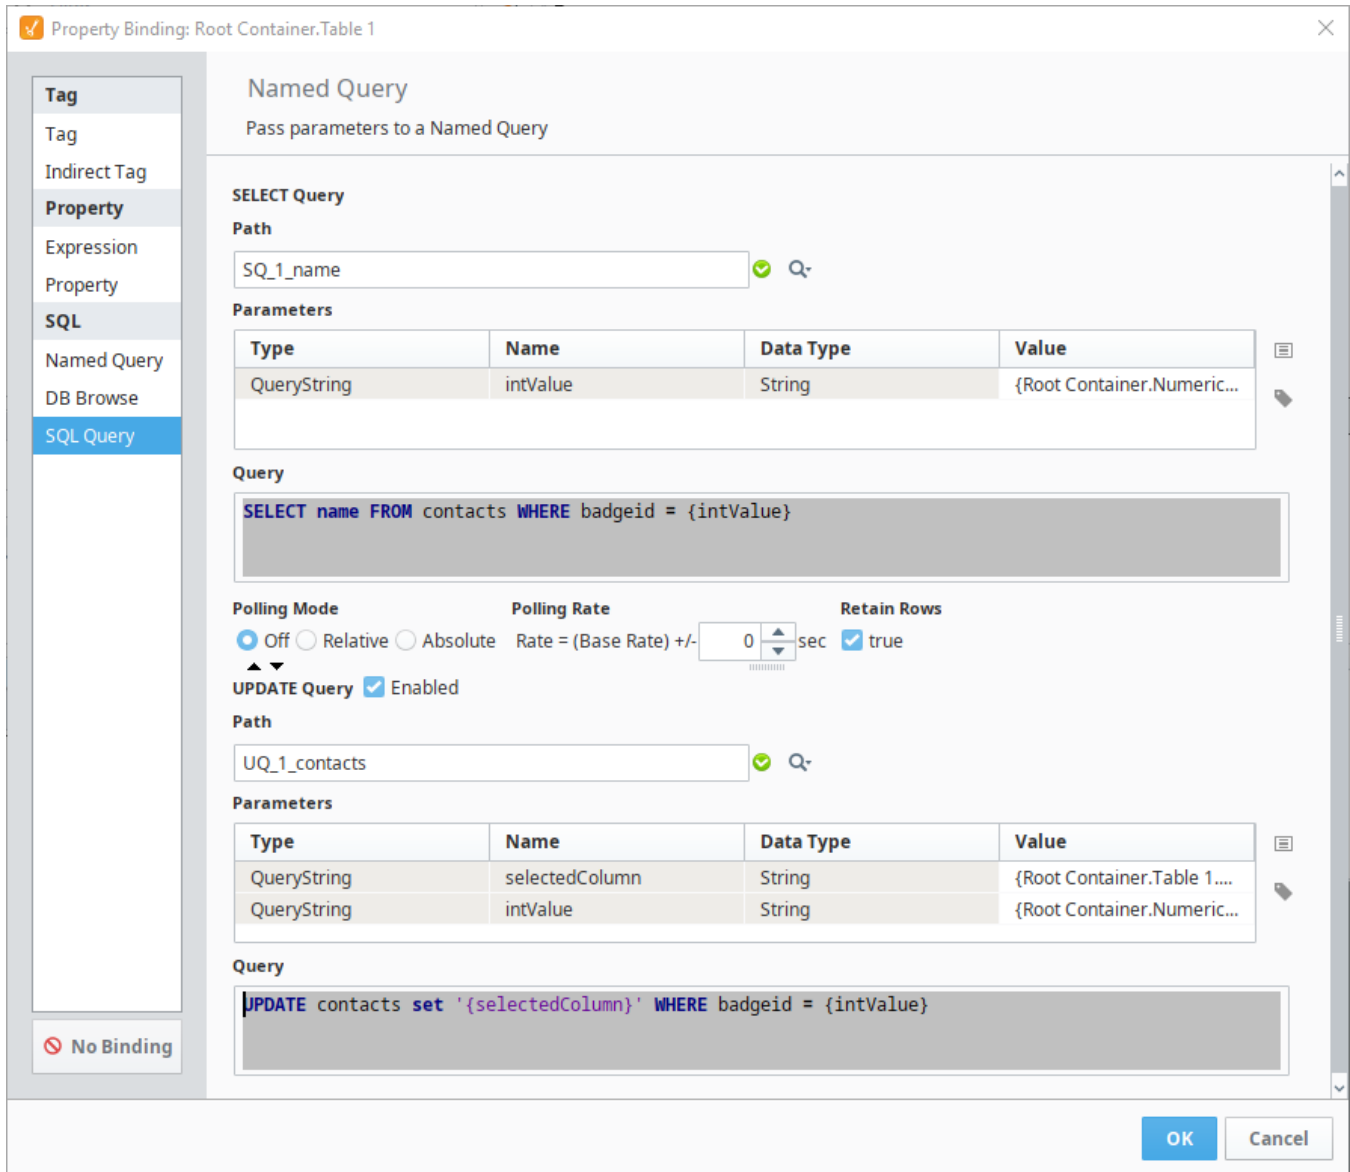 Property Binding: Root Container.Table 1
Tag
Tag
Indirect Tag
Property
Expression
Property
SQL
Named Query
DB Browse
SQL Query
No Binding
Named Query
Pass parameters to a Named Query
SELECT Query
Path
SQ_1_name
Parameters
Type Name Data Type Value
QueryString intValue String {Root Container.Numeric...
Query
SELECT name FROM contacts WHERE badgeid = {intValue}
Polling Mode Polling Rate Retain Rows
Off Relative Absolute Rate = (Base Rate) +/- 0 sec true
UPDATE Query Enabled
Path
UQ_1_contacts
Parameters
Type Name Data Type Value
QueryString selectedColumn String {Root Container.Table 1....
QueryString intValue String {Root Container.Numeric...
Query
UPDATE contacts set '{selectedColumn}' WHERE badgeid = {intValue}
OK Cancel